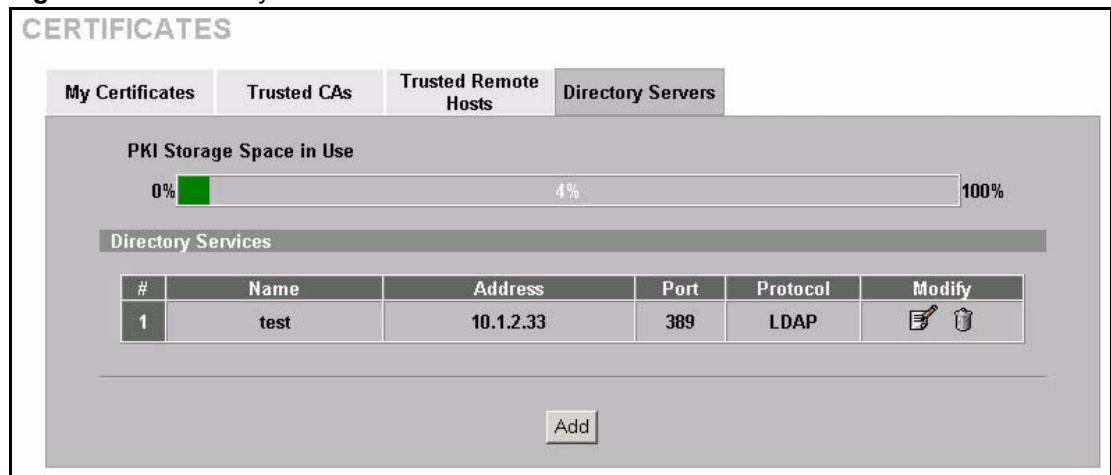 CERTIFICATES
My Certificates
Trusted CAs
Trusted Remote
Hosts
Directory Servers
PKI Storage Space in Use
0%
4%
100%
Directory Services
# Name Address Port Protocol Modify
1 test 10.1.2.33 389 LDAP
Add